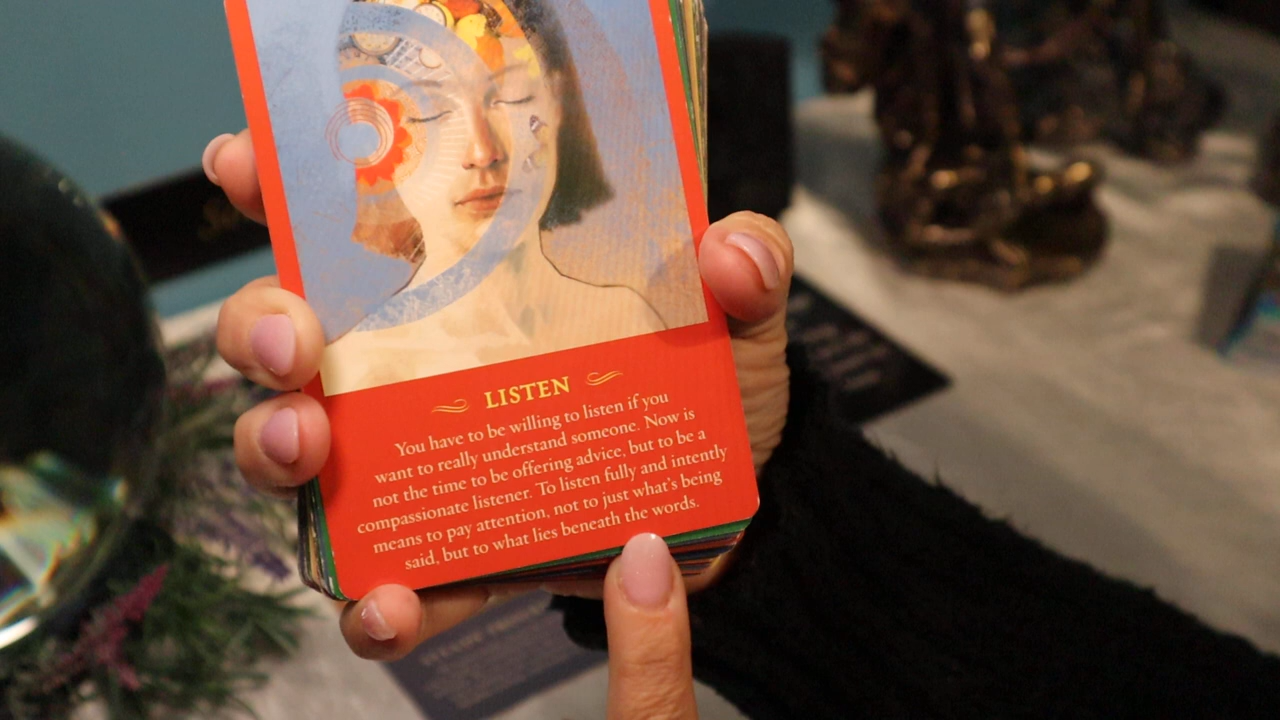 LISTEN
You have to be willing to listen if you
want to really understand someone. Now is
not the time to be offering advice, but to be a
compassionate listener. To listen fully and intently
means to pay attention, not to just what's being
said, but to what lies beneath the words.